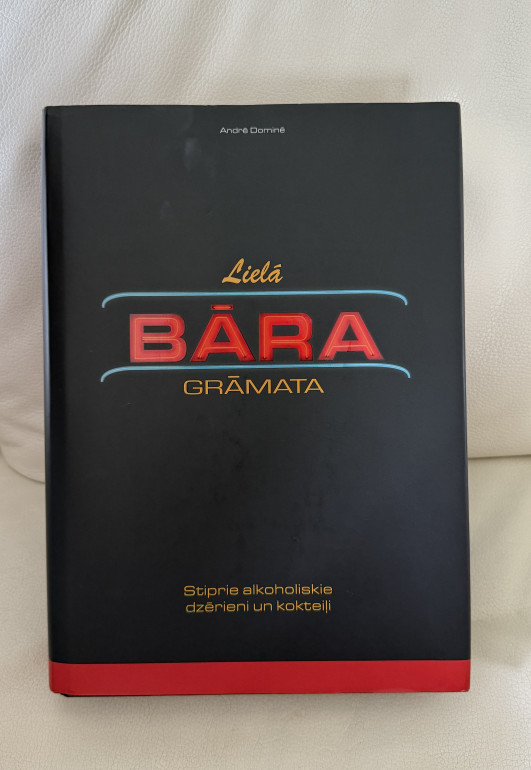 André Dominé
Lielā
BĀRA
GRĀMATA
Stiprie alkoholiskie
dzērieni un kokteiļi